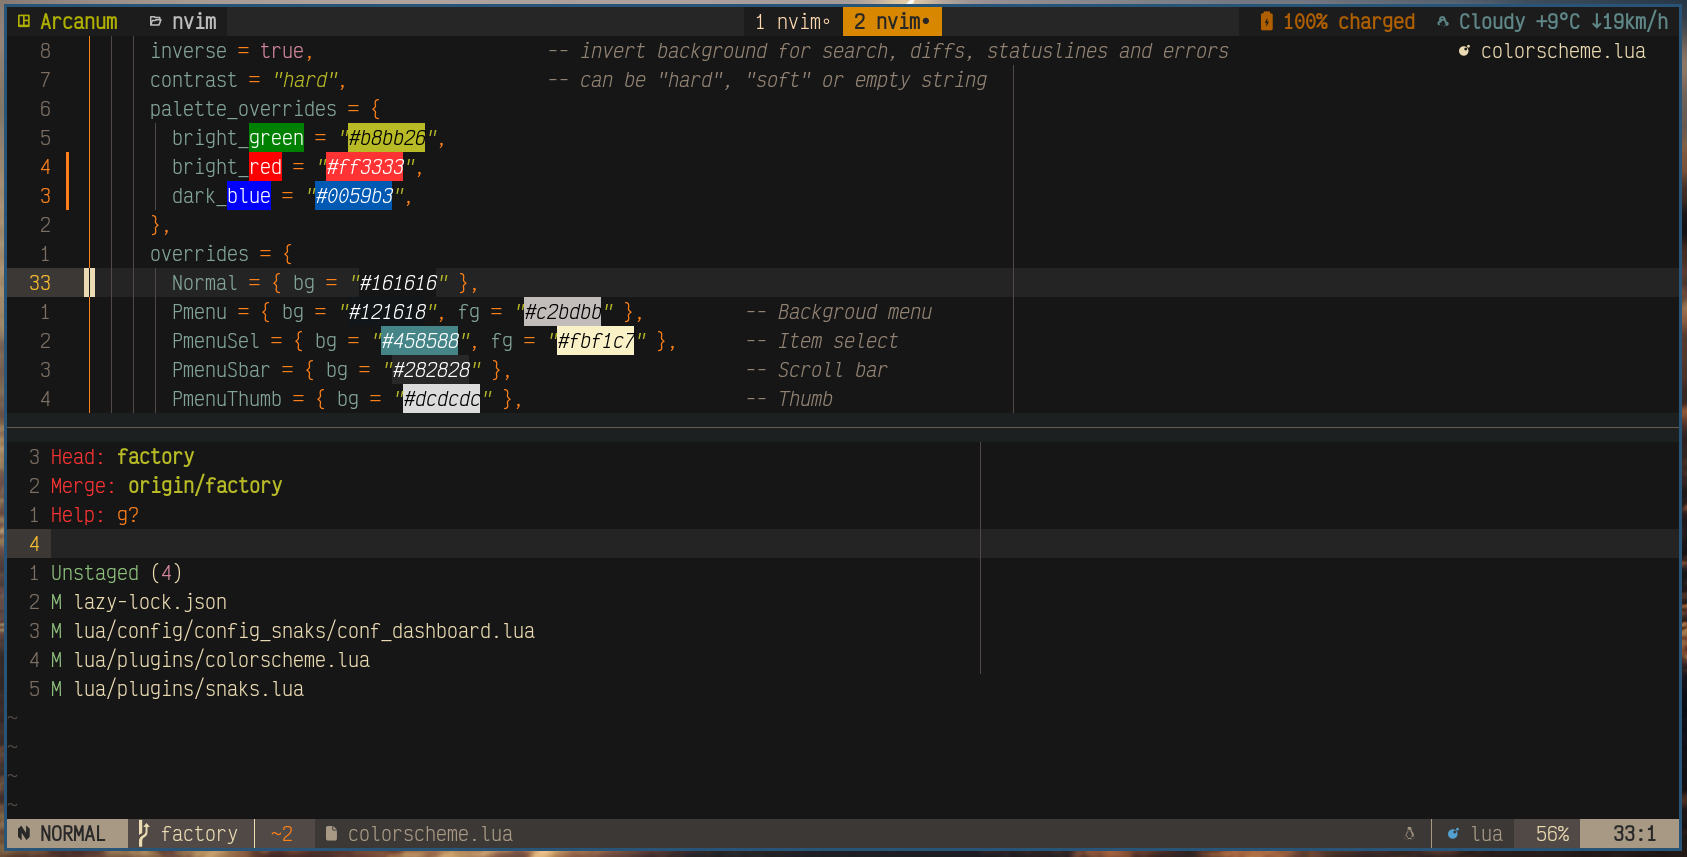 Arcanum nvim 1 nvim◦ 2 nvim• 100% charged Cloudy +9°C ↓19km/h
8 inverse = true, -- invert background for search, diffs, statuslines and errors colorscheme.lua
7 contrast = "hard", -- can be "hard", "soft" or empty string
6 palette_overrides = {
5 bright_green = "#b8bb26",
4 bright_red = "#ff3333",
3 dark_blue = "#0059b3",
2 },
1 overrides = {
33 Normal = { bg = "#161616" },
1 Pmenu = { bg = "#121618", fg = "#c2bdbb" }, -- Backgroud menu
2 PmenuSel = { bg = "#458588", fg = "#fbf1c7" }, -- Item select
3 PmenuSbar = { bg = "#282828" }, -- Scroll bar
4 PmenuThumb = { bg = "#dcdcdc" }, -- Thumb
3 Head: factory
2 Merge: origin/factory
1 Help: g?
4
1 Unstaged (4)
2 M lazy-lock.json
3 M lua/config/config_snaks/conf_dashboard.lua
4 M lua/plugins/colorscheme.lua
5 M lua/plugins/snaks.lua
~
~
~
~
NORMAL factory ~2 colorscheme.lua lua 56% 33:1